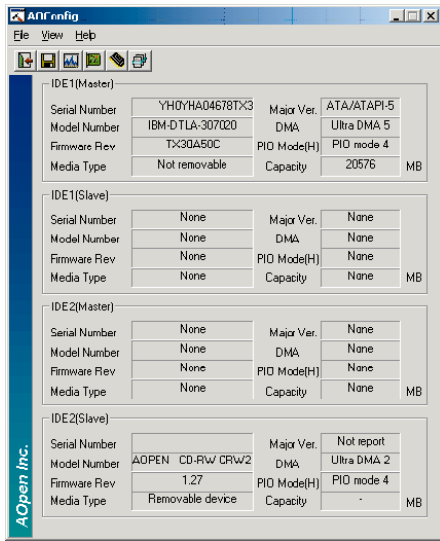 AOConfig
File View Help
IDE1(Master)
Serial Number YH0YHA04678TX3 Major Ver. ATA/ATAPI-5
Model Number IBM-DTLA-307020 DMA Ultra DMA 5
Firmware Rev TX30A50C PIO Mode(H) PIO mode 4
Media Type Not removable Capacity 20576 MB
IDE1(Slave)
Serial Number None Major Ver. None
Model Number None DMA None
Firmware Rev None PIO Mode(H) None
Media Type None Capacity None MB
IDE2(Master)
Serial Number None Major Ver. None
Model Number None DMA None
Firmware Rev None PIO Mode(H) None
Media Type None Capacity None MB
IDE2(Slave)
Serial Number Major Ver. Not report
Model Number AOPEN CD-RW CRW2 DMA Ultra DMA 2
Firmware Rev 1.27 PIO Mode(H) PIO mode 4
Media Type Removable device Capacity - MB
AOpen Inc.